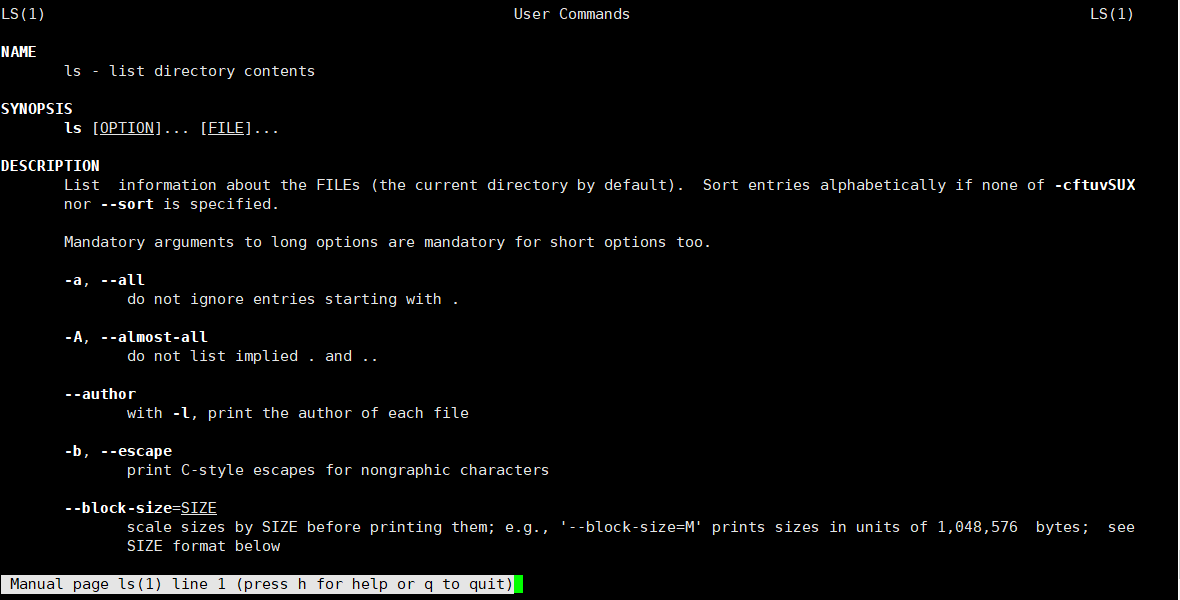 LS(1) User Commands LS(1)
NAME
ls - list directory contents
SYNOPSIS
ls [OPTION]... [FILE]...
DESCRIPTION
List  information about the FILEs (the current directory by default).  Sort entries alphabetically if none of -cftuvSUX
nor --sort is specified.
Mandatory arguments to long options are mandatory for short options too.
-a, --all
do not ignore entries starting with .
-A, --almost-all
do not list implied . and ..
--author
with -l, print the author of each file
-b, --escape
print C-style escapes for nongraphic characters
--block-size=SIZE
scale sizes by SIZE before printing them; e.g., '--block-size=M' prints sizes in units of 1,048,576  bytes;  see
SIZE format below
Manual page ls(1) line 1 (press h for help or q to quit)